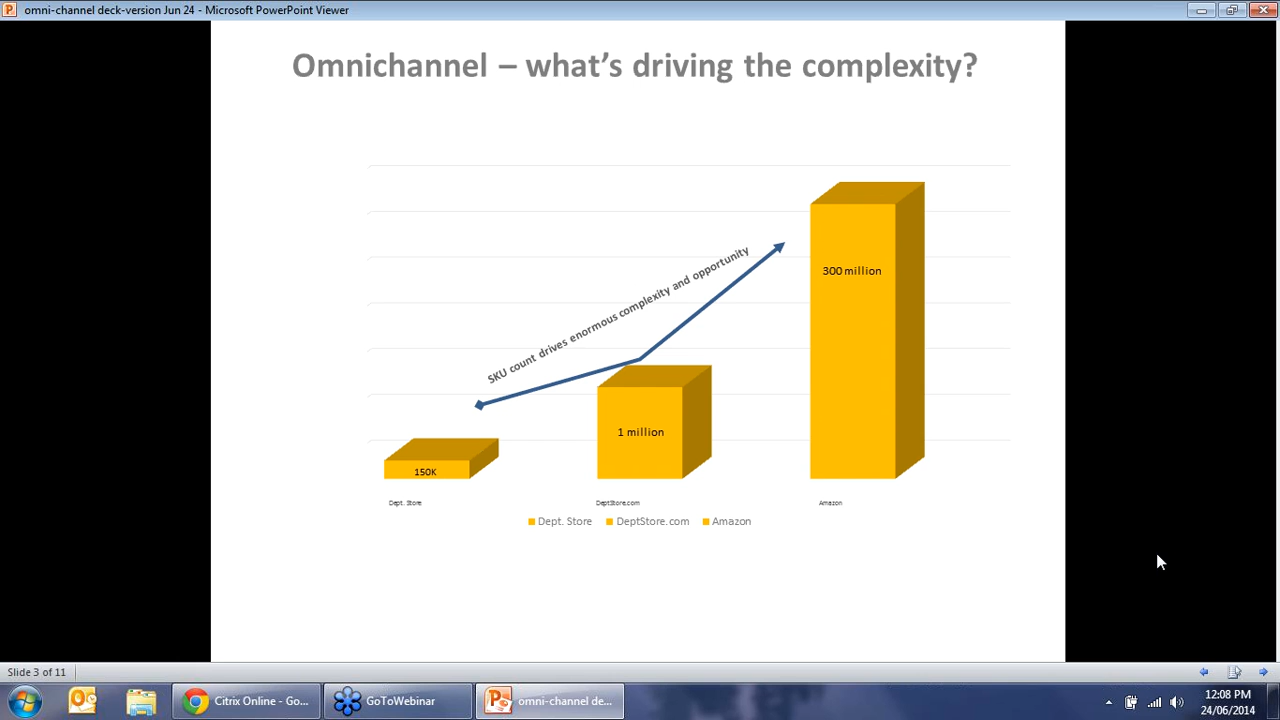 omni-channel deck-version Jun 24 - Microsoft PowerPoint Viewer
Omnichannel – what's driving the complexity?
SKU count drives enormous complexity and opportunity
300 million
1 million
150K
Dept. Store
DeptStore.com
Amazon
Dept. Store DeptStore.com Amazon
Slide 3 of 11
Citrix Online - Go...
GoToWebinar
omni-channel de...
12:08 PM
24/06/2014